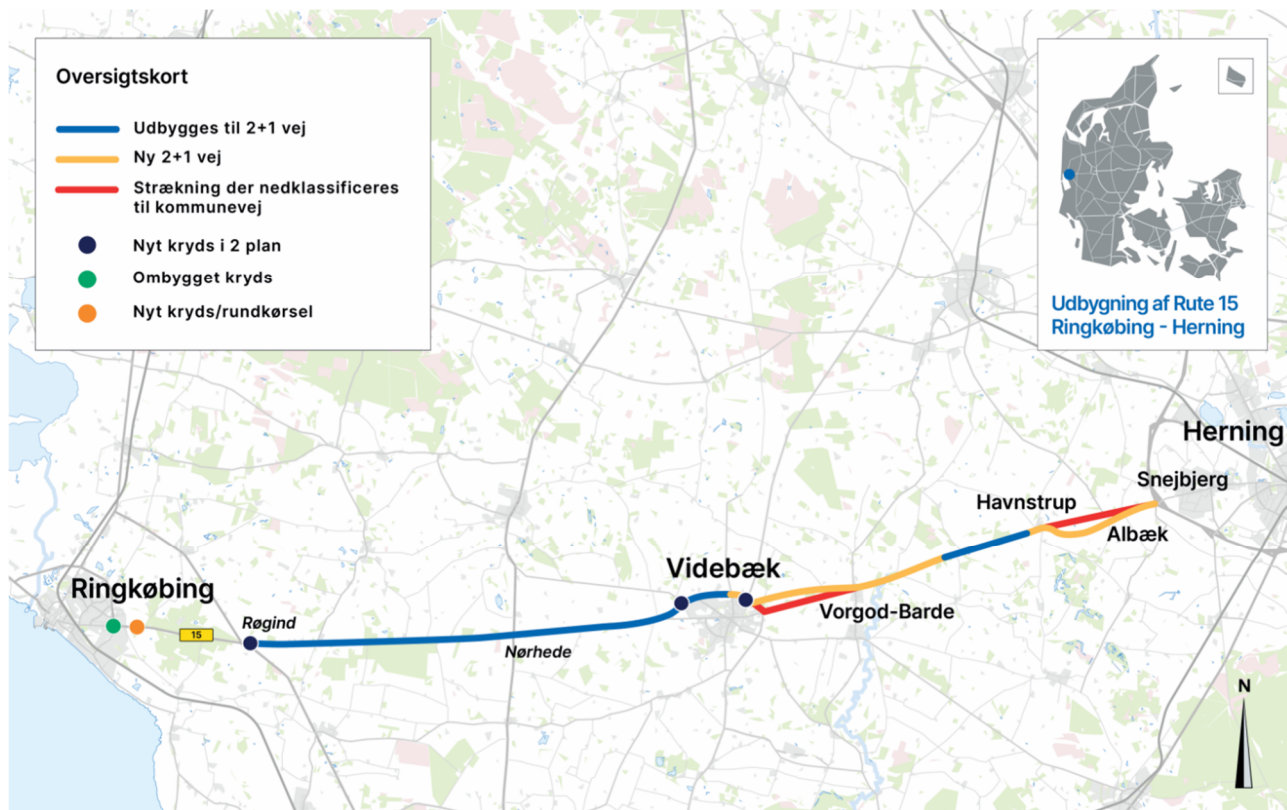 Oversigtskort
Udbygges til 2+1 vej
Ny 2+1 vej
Strækning der nedklassificeres
til kommunevej
Nyt kryds i 2 plan
Ombygget kryds
Nyt kryds/rundkørsel
Udbygning af Rute 15
Ringkøbing - Herning
Herning
Snejbjerg
Havnstrup
Albæk
Videbæk
Ringkøbing
Vorgod-Barde
Røgind
15
Nørhede
N